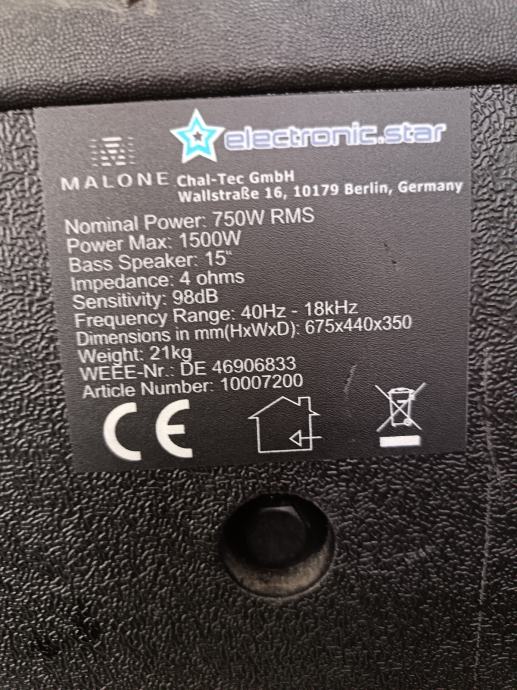 electronic.star
MALONE
Chal-Tec GmbH
Wallstraße 16, 10179 Berlin, Germany
Nominal Power: 750W RMS
Power Max: 1500W
Bass Speaker: 15"
Impedance: 4 ohms
Sensitivity: 98dB
Frequency Range: 40Hz - 18kHz
Dimensions in mm(HxWxD): 675x440x350
Weight: 21kg
WEEE-Nr.: DE 46906833
Article Number: 10007200
CE